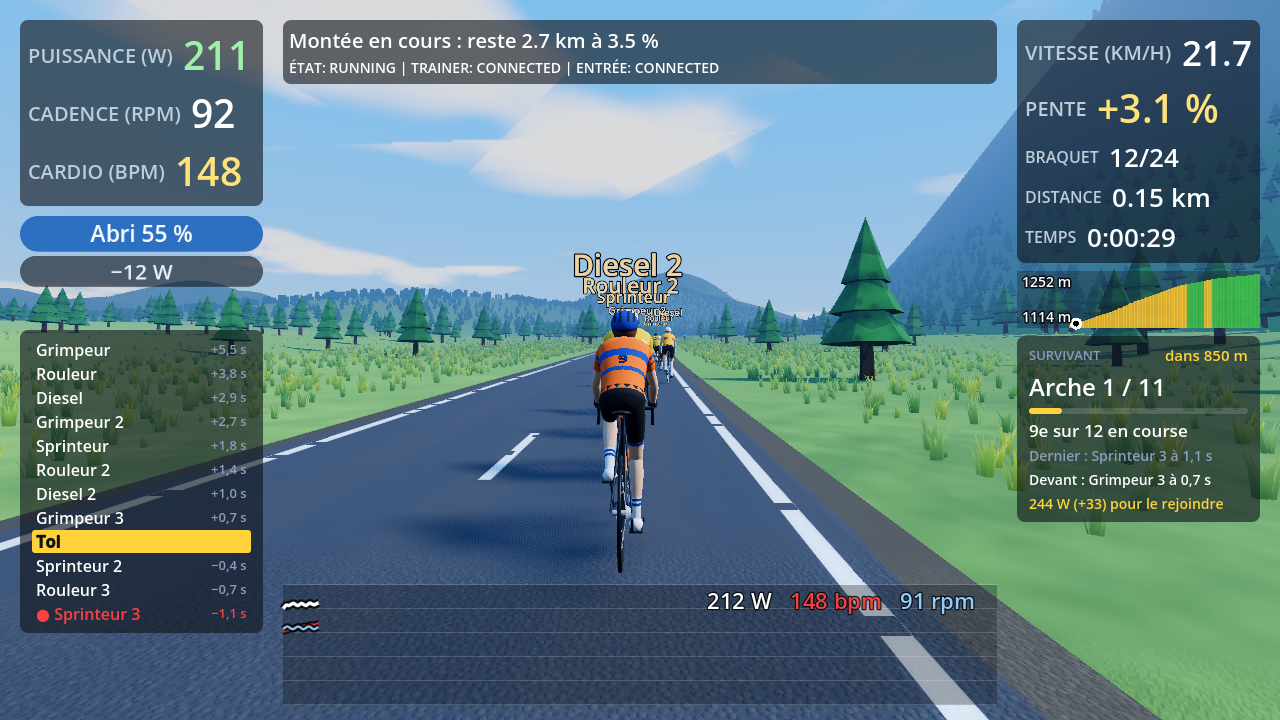 PUISSANCE (W) 211
CADENCE (RPM) 92
CARDIO (BPM) 148
Abri 55 %
−12 W
Grimpeur +5,5 s
Rouleur +3,8 s
Diesel +2,9 s
Grimpeur 2 +2,7 s
Sprinteur +1,8 s
Rouleur 2 +1,4 s
Diesel 2 +1,0 s
Grimpeur 3 +0,7 s
Toi
Sprinteur 2 −0,4 s
Rouleur 3 −0,7 s
Sprinteur 3 −1,1 s
Montée en cours : reste 2.7 km à 3.5 %
ÉTAT: RUNNING | TRAINER: CONNECTED | ENTRÉE: CONNECTED
Diesel 2
Rouleur 2
Sprinteur
9
212 W 148 bpm 91 rpm
VITESSE (KM/H) 21.7
PENTE +3.1 %
BRAQUET 12/24
DISTANCE 0.15 km
TEMPS 0:00:29
1252 m
1114 m
SURVIVANT dans 850 m
Arche 1 / 11
9e sur 12 en course
Dernier : Sprinteur 3 à 1,1 s
Devant : Grimpeur 3 à 0,7 s
244 W (+33) pour le rejoindre